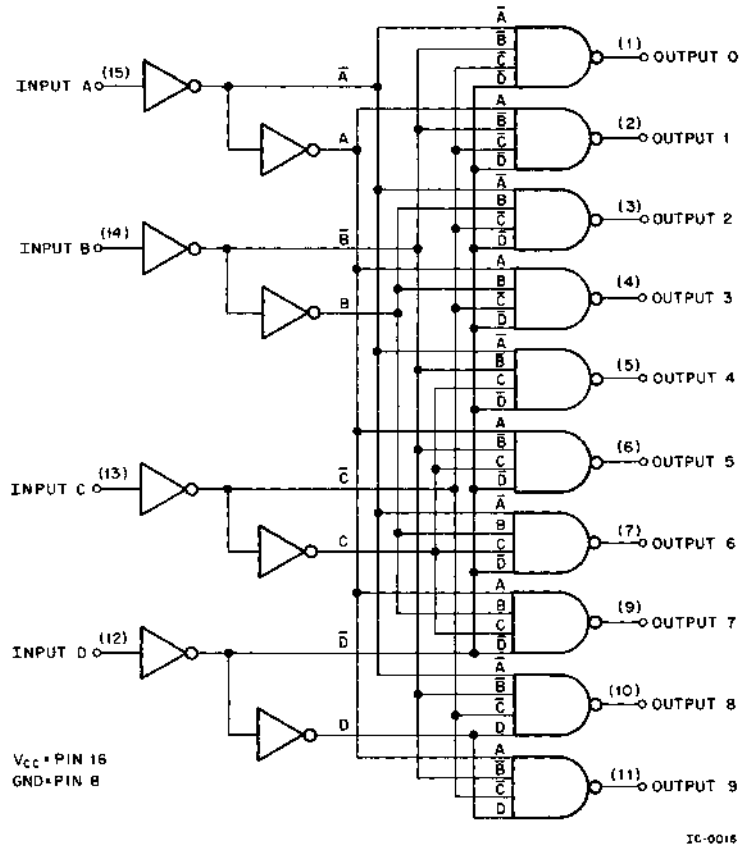 INPUT A (15) A̅
A
A̅
B̅
C̅
D̅
(1) OUTPUT 0
A
B̅
C̅
D̅
(2) OUTPUT 1
INPUT B (14) B̅
B
A̅
B
C̅
D̅
(3) OUTPUT 2
A
B
C̅
D̅
(4) OUTPUT 3
A̅
B̅
C
D̅
(5) OUTPUT 4
INPUT C (13) C̅
C
A
B̅
C
D̅
(6) OUTPUT 5
A̅
B
C
D̅
(7) OUTPUT 6
INPUT D (12) D̅
D
A
B
C
D̅
(9) OUTPUT 7
A̅
B̅
C̅
D
(10) OUTPUT 8
A
B̅
C̅
D
(11) OUTPUT 9
VCC = PIN 16
GND = PIN 8
IC-0016